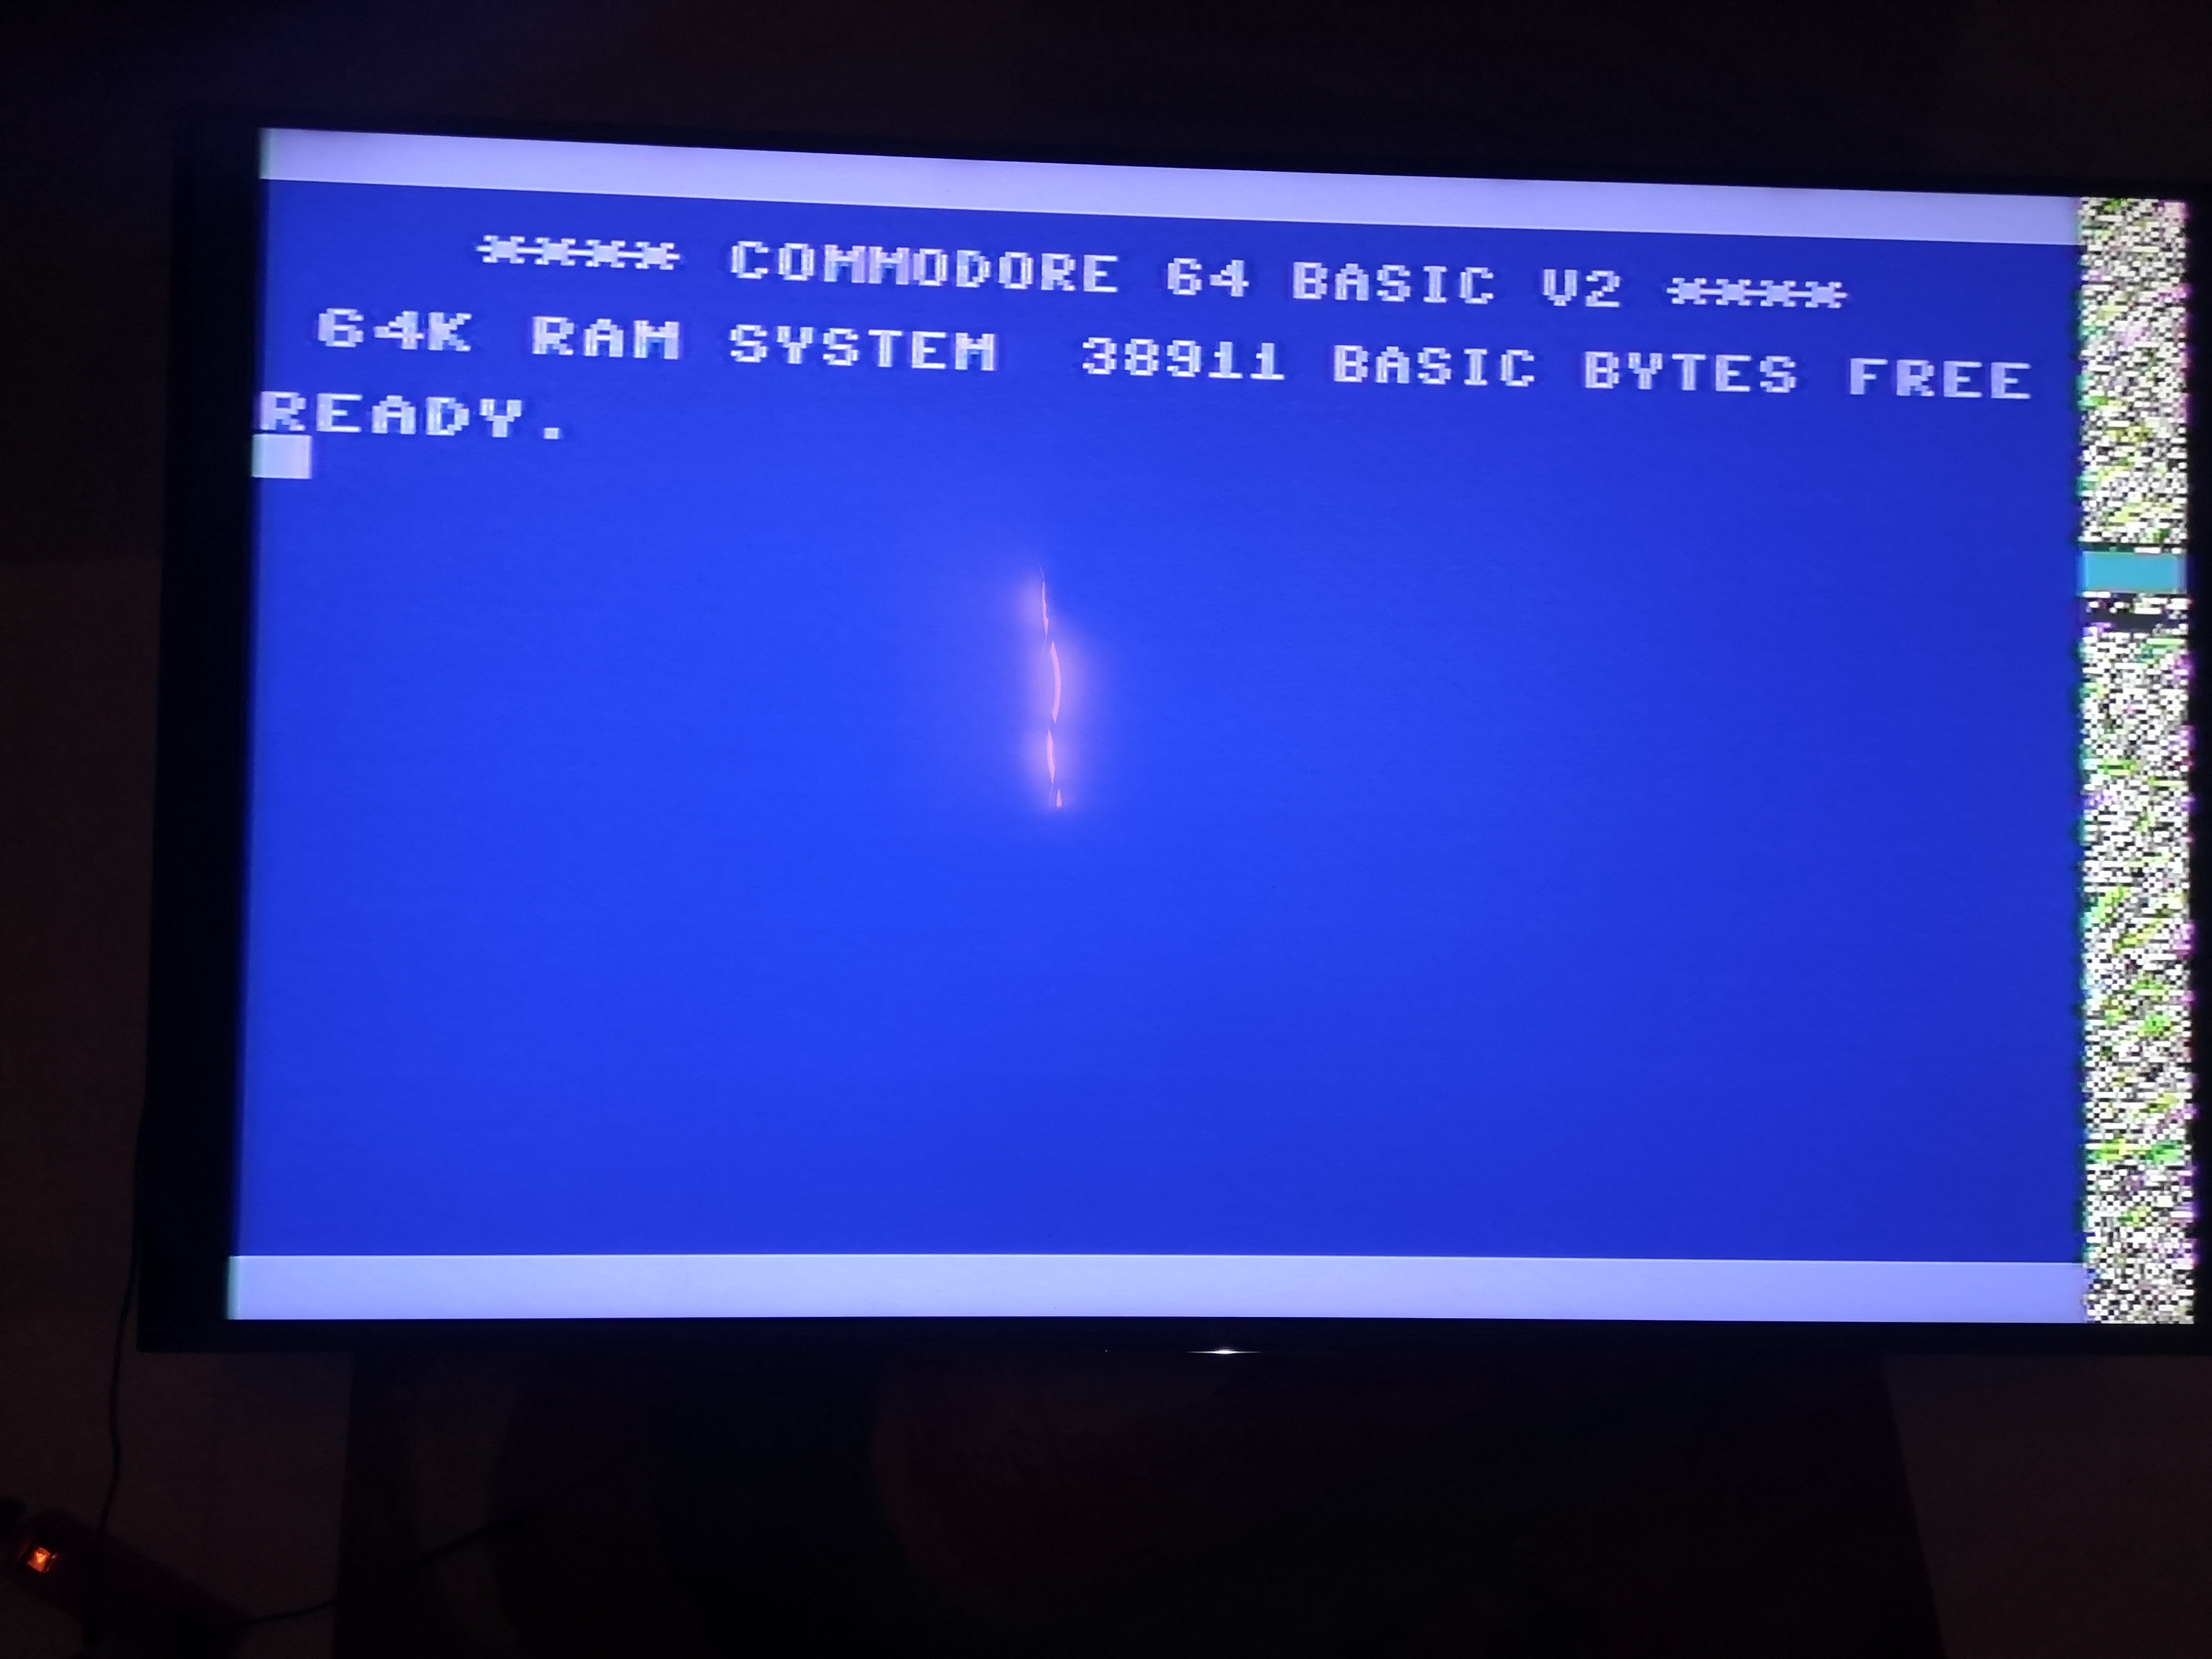 **** COMMODORE 64 BASIC V2 ****
64K RAM SYSTEM 38911 BASIC BYTES FREE
READY.